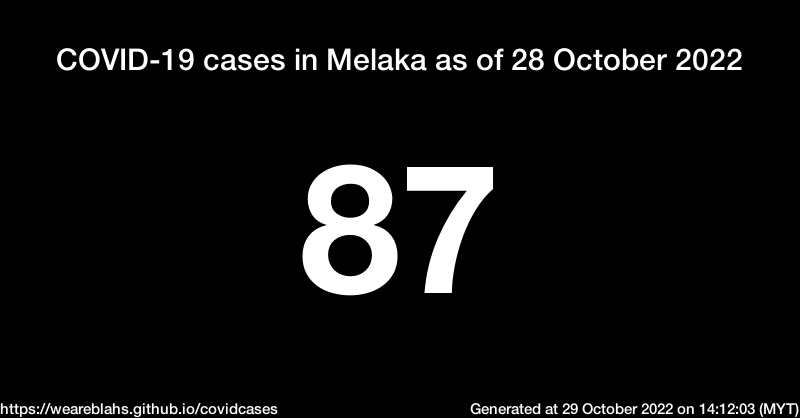 COVID-19 cases in Melaka as of 28 October 2022
87
https://weareblahs.github.io/covidcases
Generated at 29 October 2022 on 14:12:03 (MYT)